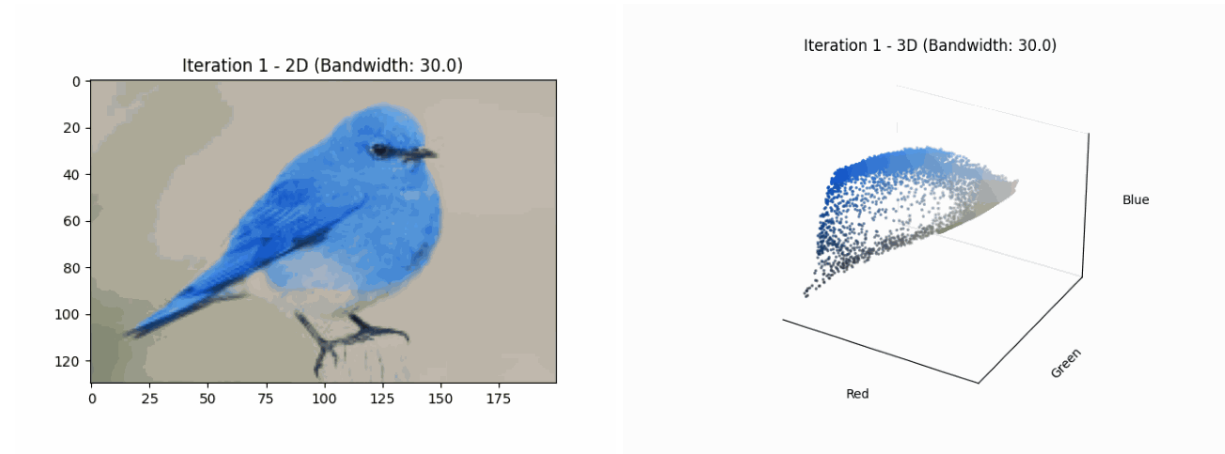 Iteration 1 - 2D (Bandwidth: 30.0)
0
20
40
60
80
100
120
0 25 50 75 100 125 150 175
Iteration 1 - 3D (Bandwidth: 30.0)
Blue
Green
Red